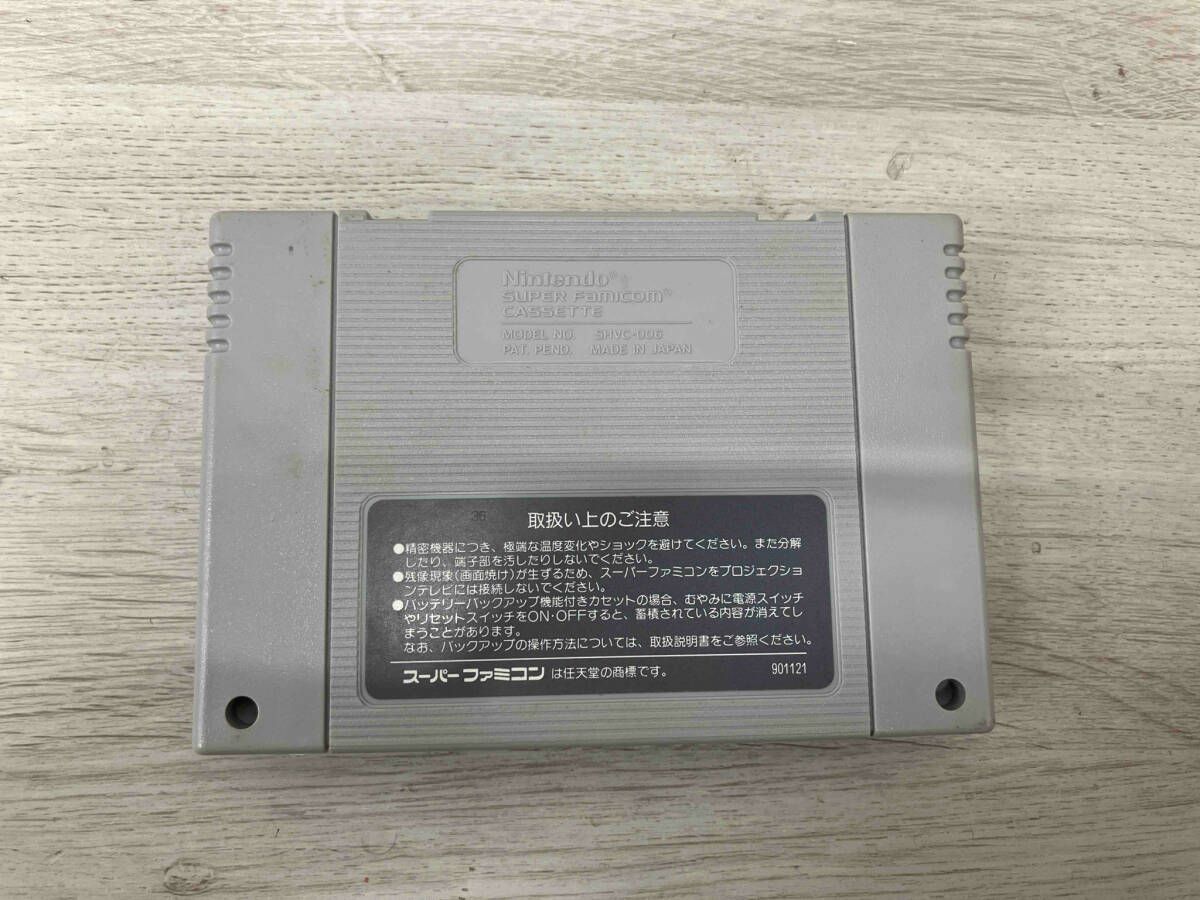 Nintendo®
SUPER FAMICOM®
CASSETTE
MODEL NO. SHVC-006
PAT. PEND. MADE IN JAPAN
36 取扱い上のご注意
●精密機器につき、極端な温度変化やショックを避けてください。また分解
したり、端子部を汚したりしないでください。
●残像現象(画面焼け)が生ずるため、スーパーファミコンをプロジェクショ
ンテレビには接続しないでください。
●バッテリーバックアップ機能付きカセットの場合、むやみに電源スイッチ
やリセットスイッチをON・OFFすると、蓄積されている内容が消えてし
まうことがあります。
なお、バックアップの操作方法については、取扱説明書をご参照ください。
スーパーファミコン は任天堂の商標です。 901121